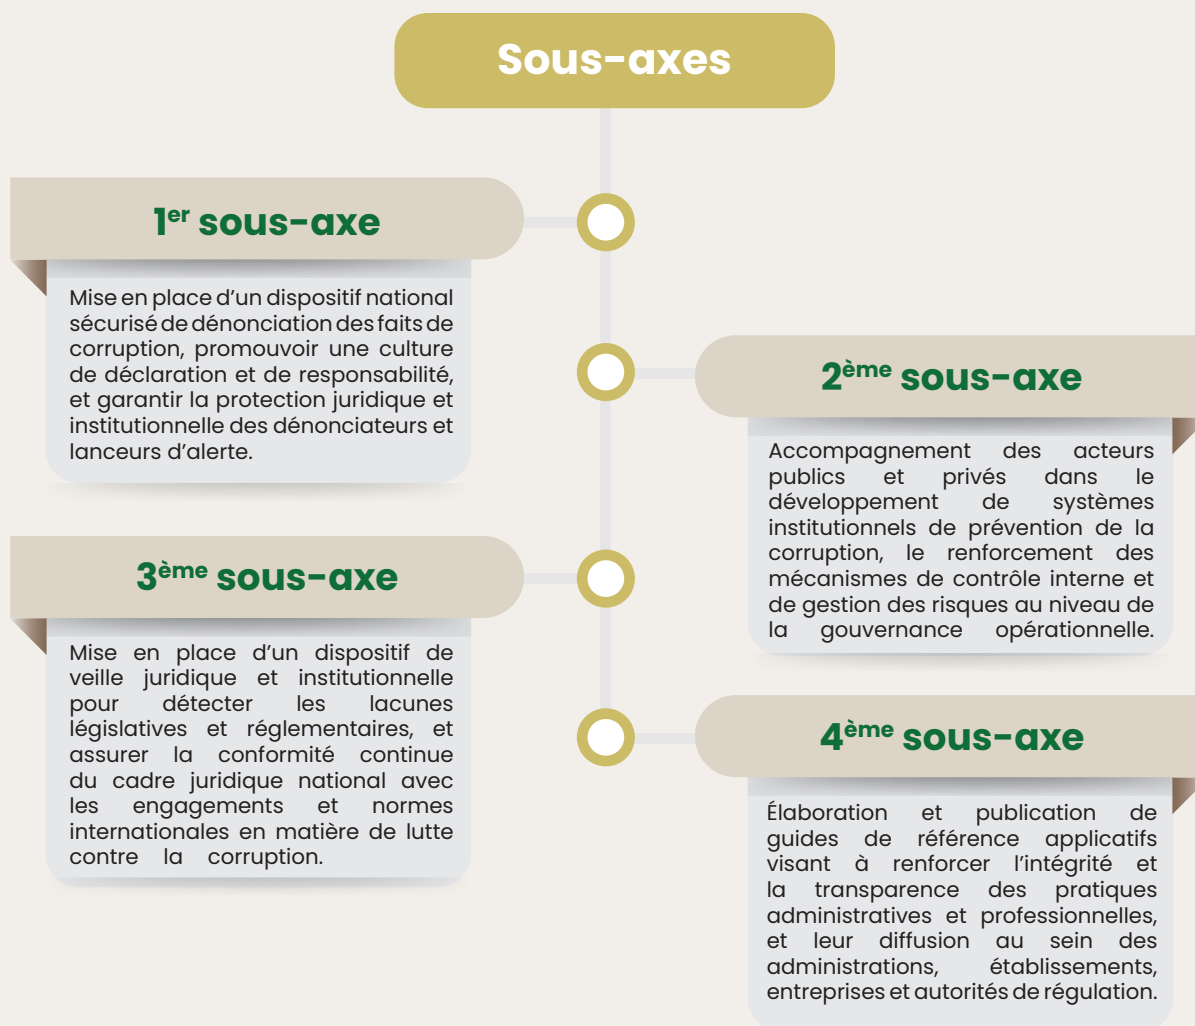 Sous-axes
1er sous-axe
Mise en place d’un dispositif national
sécurisé de dénonciation des faits de
corruption, promouvoir une culture
de déclaration et de responsabilité,
et garantir la protection juridique et
institutionnelle des dénonciateurs et
lanceurs d’alerte.
2ème sous-axe
Accompagnement des acteurs
publics et privés dans le
développement de systèmes
institutionnels de prévention de la
corruption, le renforcement des
mécanismes de contrôle interne et
de gestion des risques au niveau de
la gouvernance opérationnelle.
3ème sous-axe
Mise en place d’un dispositif de
veille juridique et institutionnelle
pour détecter les lacunes
législatives et réglementaires, et
assurer la conformité continue
du cadre juridique national avec
les engagements et normes
internationales en matière de lutte
contre la corruption.
4ème sous-axe
Élaboration et publication de
guides de référence applicatifs
visant à renforcer l’intégrité et
la transparence des pratiques
administratives et professionnelles,
et leur diffusion au sein des
administrations, établissements,
entreprises et autorités de régulation.